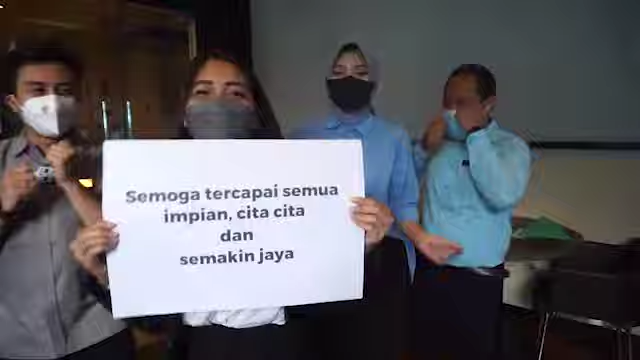 Semoga tercapai semua
impian, cita cita
dan
semakin jaya